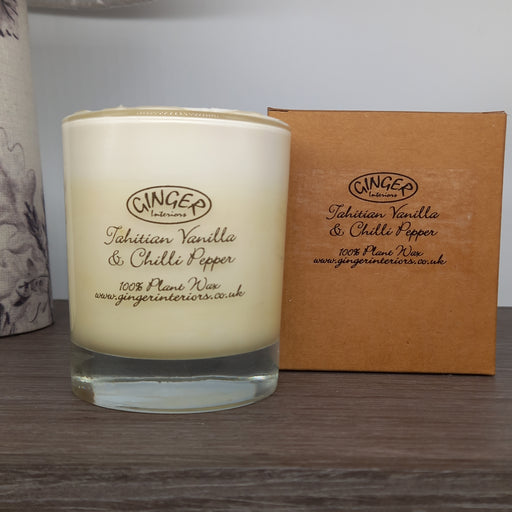 GINGER
Interiors
Tahitian Vanilla
& Chilli Pepper
100% Plant Wax
www.gingerinteriors.co.uk
GINGER
Interiors
Tahitian Vanilla
& Chilli Pepper
100% Plant Wax
www.gingerinteriors.co.uk